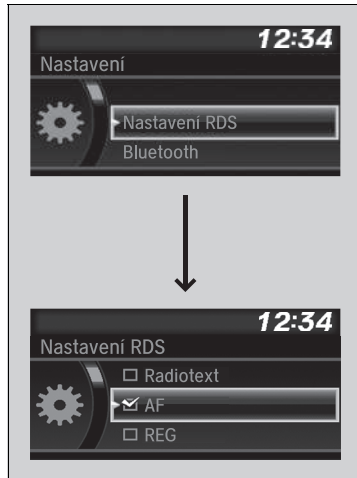 12:34
Nastavení
Nastavení RDS
Bluetooth
12:34
Nastavení RDS
Radiotext
AF
REG